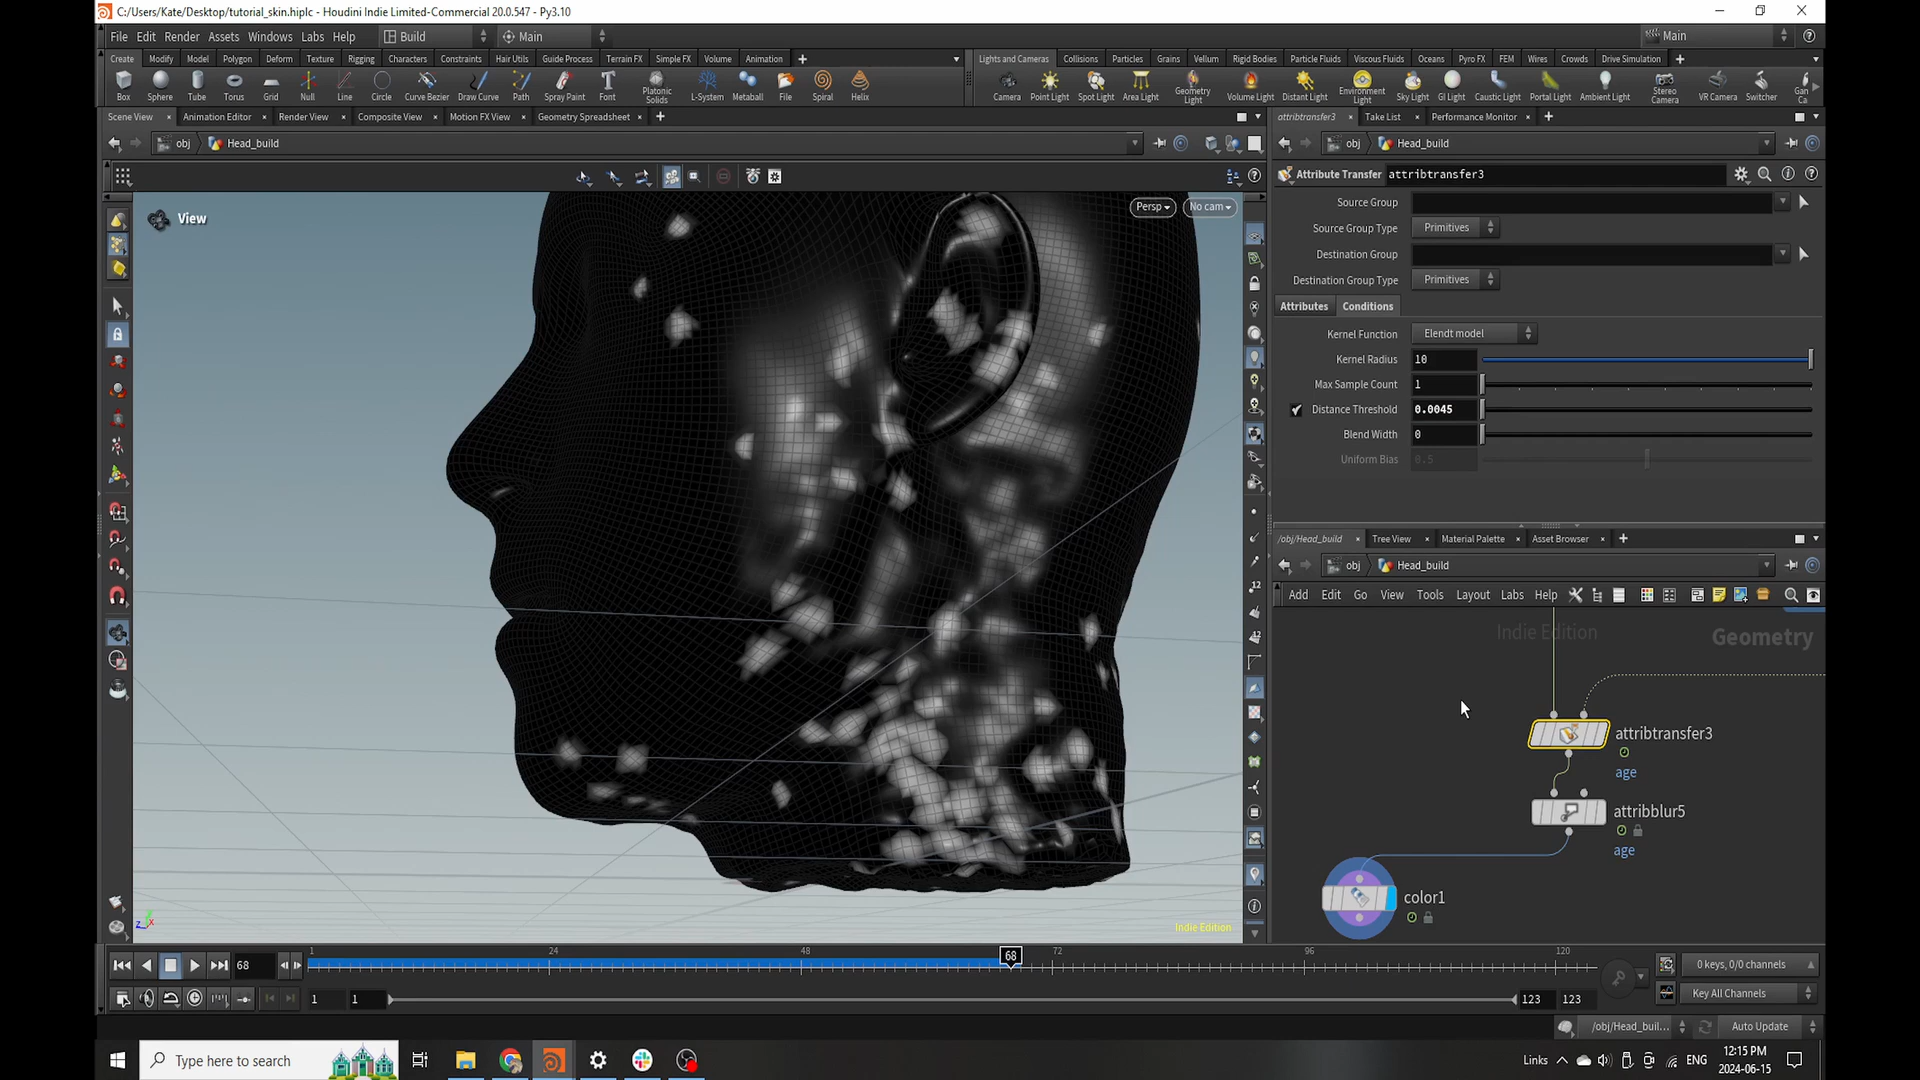 C:/Users/Kate/Desktop/tutorial_skin.hiplc - Houdini Indie Limited-Commercial 20.0.547 - Py3.10
File Edit Render Assets Windows Labs Help Build Main Main
Create Modify Model Polygon Deform Texture Rigging Characters Constraints Hair Utils Guide Process Terrain FX Simple FX Volume Animation
Lights and Cameras Collisions Particles Grains Vellum Rigid Bodies Particle Fluids Viscous Fluids Oceans Pyro FX FEM Wires Crowds Drive Simulation
Box Sphere Tube Torus Grid Null Line Circle Curve Bezier Draw Curve Path Spray Paint Font Platonic Solids L-System Metaball File Spiral Helix
Camera Point Light Spot Light Area Light Geometry Light Volume Light Distant Light Environment Light Sky Light GI Light Caustic Light Portal Light Ambient Light Stereo Camera VR Camera Switcher Gan Ca
Scene View Animation Editor Render View Composite View Motion FX View Geometry Spreadsheet
attribtransfer3 Take List Performance Monitor
obj Head_build
obj Head_build
View
Persp No cam
Attribute Transfer attribtransfer3
Source Group
Source Group Type Primitives
Destination Group
Destination Group Type Primitives
Attributes Conditions
Kernel Function Elendt model
Kernel Radius 10
Max Sample Count 1
Distance Threshold 0.0045
Blend Width 0
Uniform Bias 0.5
/obj/Head_build Tree View Material Palette Asset Browser
obj Head_build
Add Edit Go View Tools Layout Labs Help
Indie Edition
Geometry
attribtransfer3
age
attribblur5
age
color1
Indie Edition
1 24 48 68 72 96 120
68
0 keys, 0/0 channels
1 1 123 123
Key All Channels
/obj/Head_buil... Auto Update
Type here to search
Links ENG
12:15 PM
2024-06-15